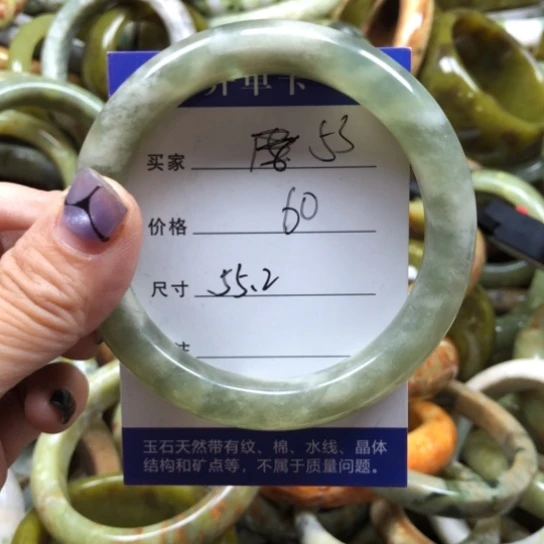 开单卡
买家 53
价格 60
尺寸 55.2
玉石天然带有纹、棉、水线、晶体
结构和矿点等，不属于质量问题。